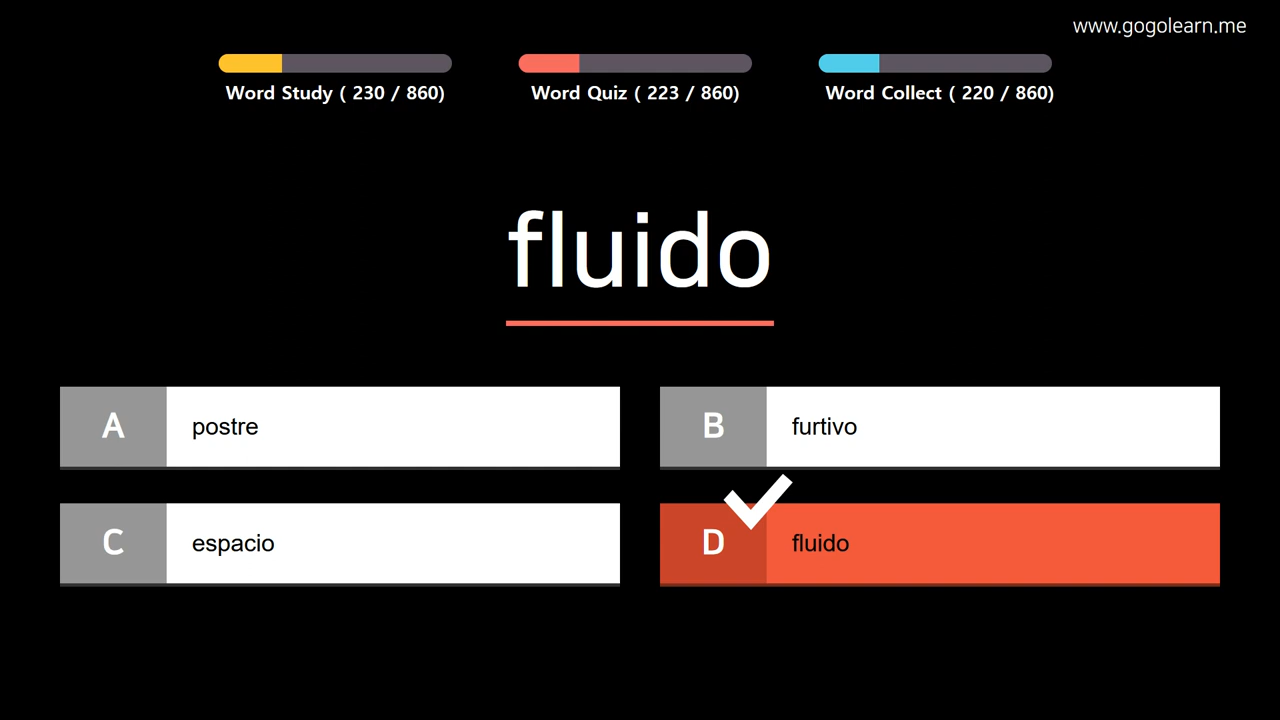 www.gogolearn.me
Word Study ( 230 / 860)
Word Quiz ( 223 / 860)
Word Collect ( 220 / 860)
fluido
A
postre
B
furtivo
C
espacio
D
fluido